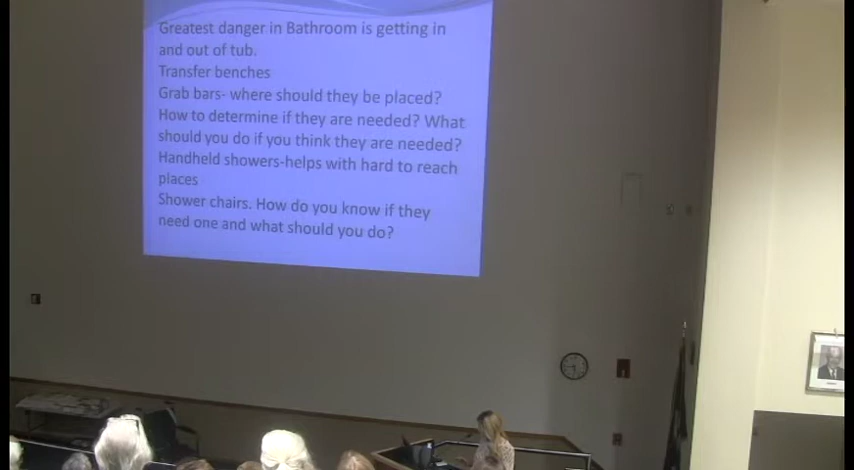 Greatest danger in Bathroom is getting in
and out of tub.
Transfer benches
Grab bars- where should they be placed?
How to determine if they are needed? What
should you do if you think they are needed?
Handheld showers-helps with hard to reach
places
Shower chairs. How do you know if they
need one and what should you do?